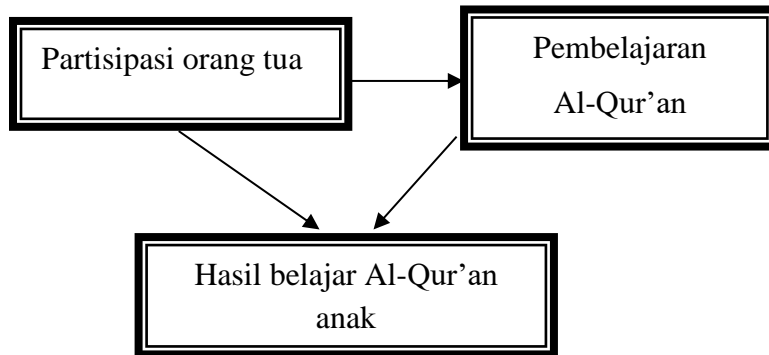 Partisipasi orang tua
Pembelajaran
Al-Qur’an
Hasil belajar Al-Qur’an
anak